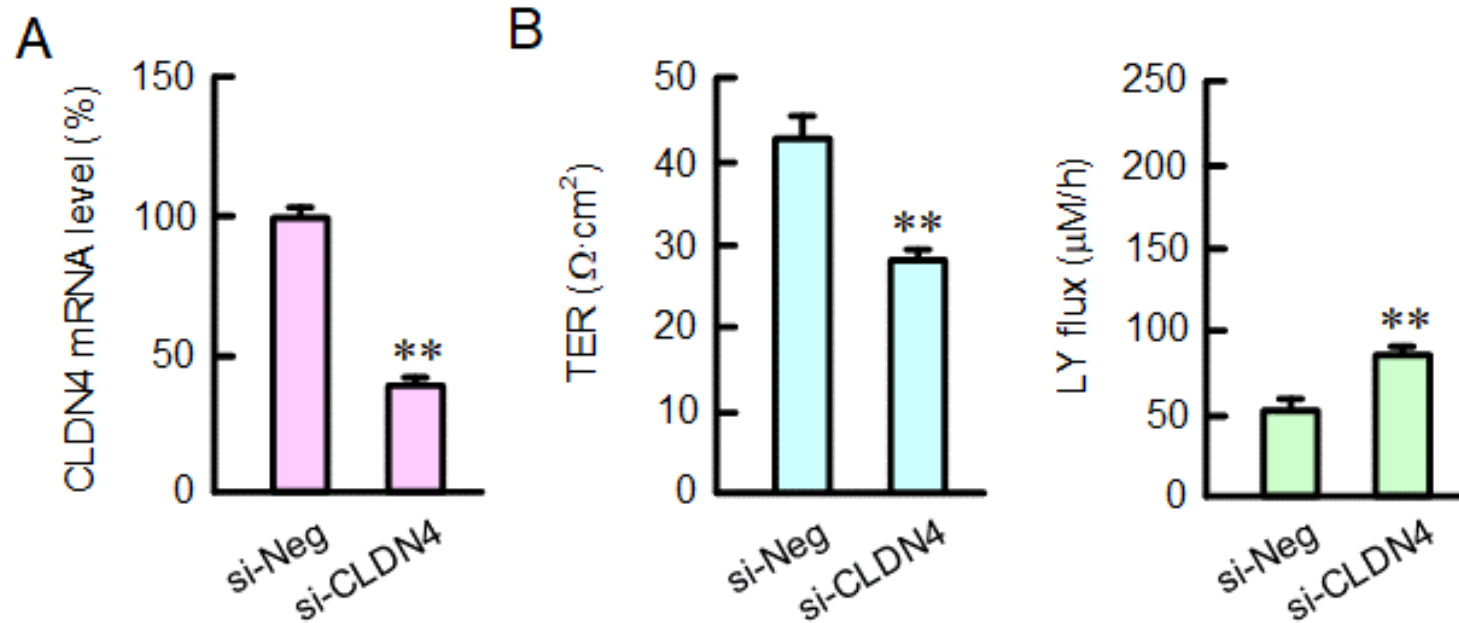 A
CLDN4 mRNA level (%)
150
100
50
0
**
si-Neg
si-CLDN4
B
TER (Ω·cm²)
50
40
30
20
10
0
**
si-Neg
si-CLDN4
LY flux (μM/h)
250
200
150
100
50
0
**
si-Neg
si-CLDN4